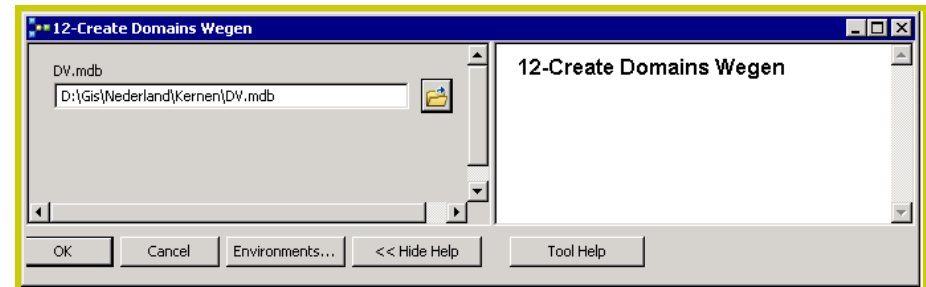 12-Create Domains Wegen
DV.mdb
D:\Gis\Nederland\Kernen\DV.mdb
12-Create Domains Wegen
OK
Cancel
Environments...
<< Hide Help
Tool Help